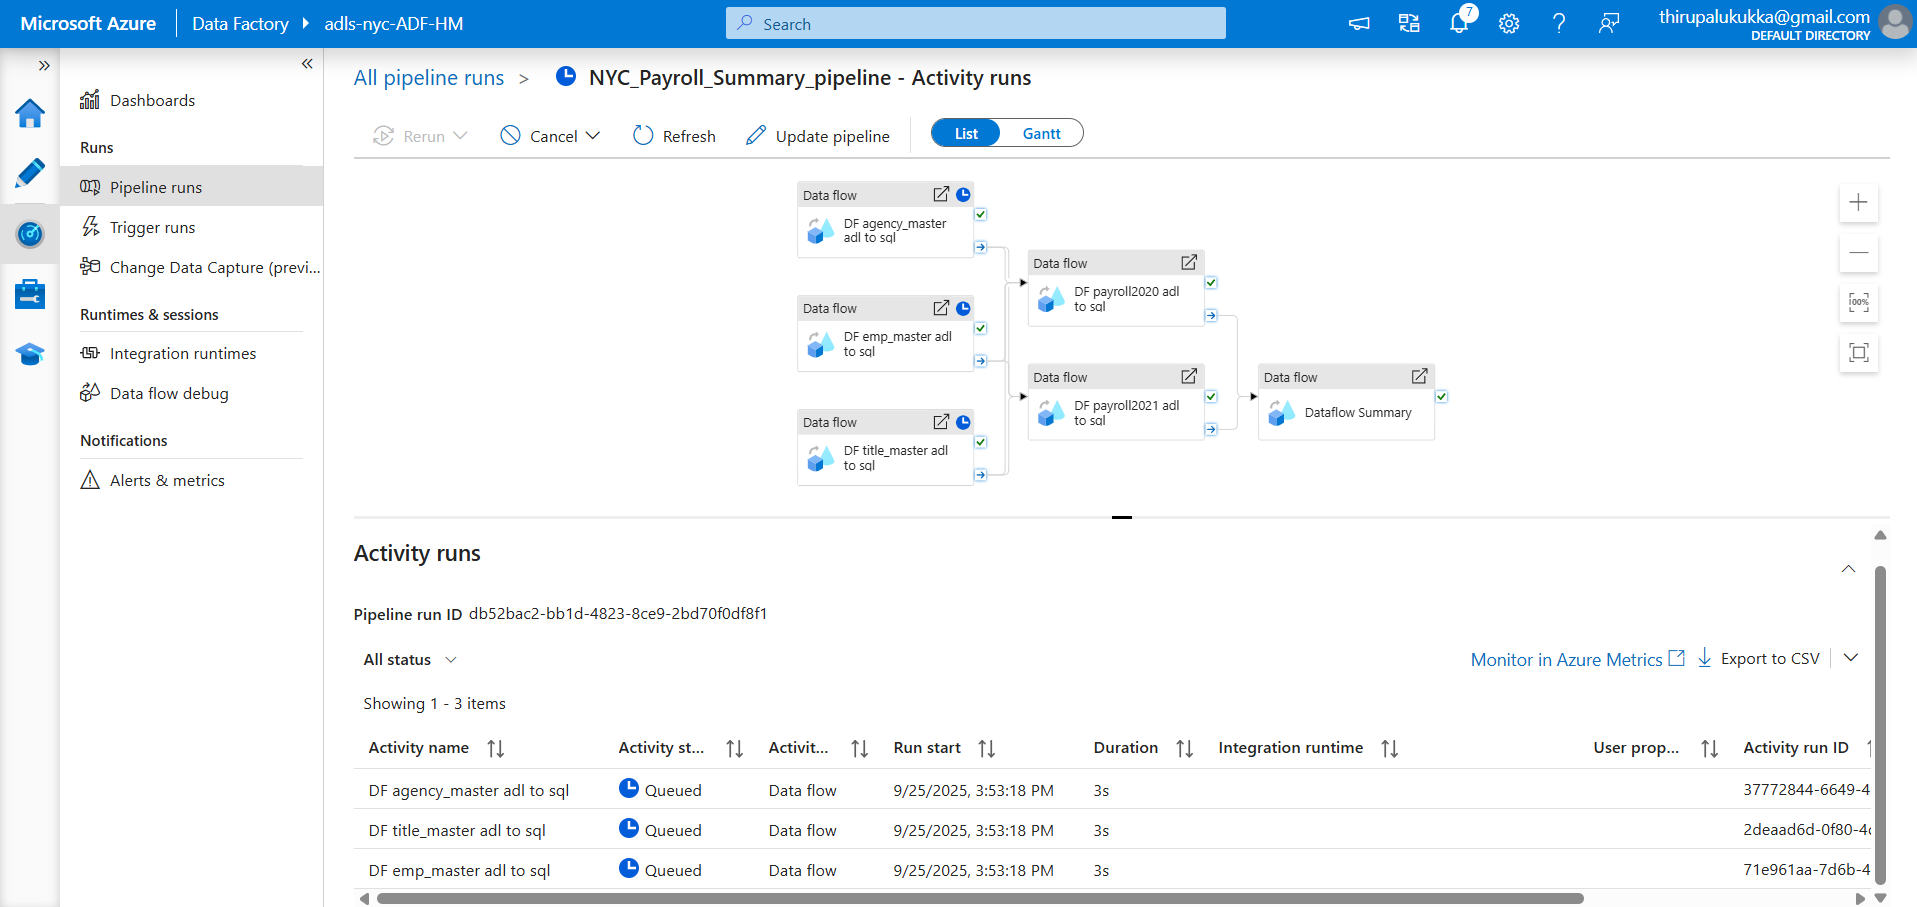 Microsoft Azure
Data Factory
adls-nyc-ADF-HM
Search
7
thirupalukukka@gmail.com
DEFAULT DIRECTORY
Dashboards
Runs
Pipeline runs
Trigger runs
Change Data Capture (previ...
Runtimes & sessions
Integration runtimes
Data flow debug
Notifications
Alerts & metrics
All pipeline runs > NYC_Payroll_Summary_pipeline - Activity runs
Rerun
Cancel
Refresh
Update pipeline
List
Gantt
Data flow
DF agency_master
adl to sql
Data flow
DF emp_master adl
to sql
Data flow
DF title_master adl
to sql
Data flow
DF payroll2020 adl
to sql
Data flow
DF payroll2021 adl
to sql
Data flow
Dataflow Summary
100%
Activity runs
Pipeline run ID db52bac2-bb1d-4823-8ce9-2bd70f0df8f1
All status
Monitor in Azure Metrics
Export to CSV
Showing 1 - 3 items
Activity name Activity st... Activit... Run start Duration Integration runtime User prop... Activity run ID
DF agency_master adl to sql Queued Data flow 9/25/2025, 3:53:18 PM 3s 37772844-6649-4
DF title_master adl to sql Queued Data flow 9/25/2025, 3:53:18 PM 3s 2deaad6d-0f80-4
DF emp_master adl to sql Queued Data flow 9/25/2025, 3:53:18 PM 3s 71e961aa-7d6b-4